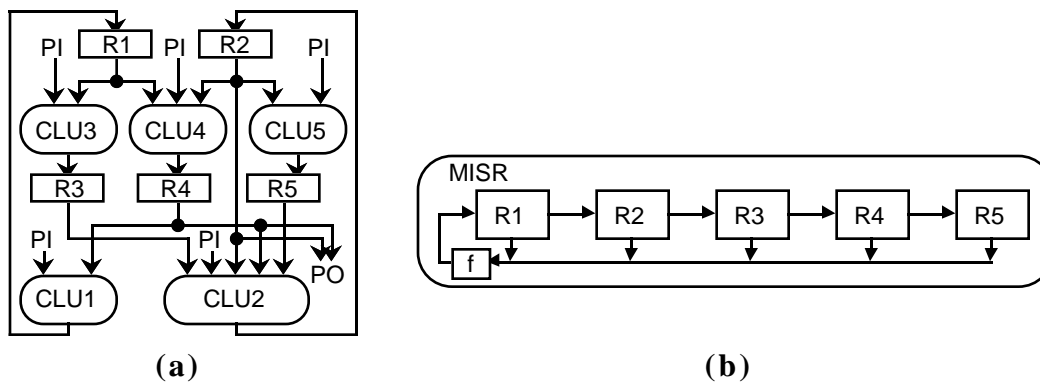 PI R1 PI R2 PI
CLU3 CLU4 CLU5
R3 R4 R5
PI PI PO
CLU1 CLU2
(a)
MISR
R1 R2 R3 R4 R5
f
(b)